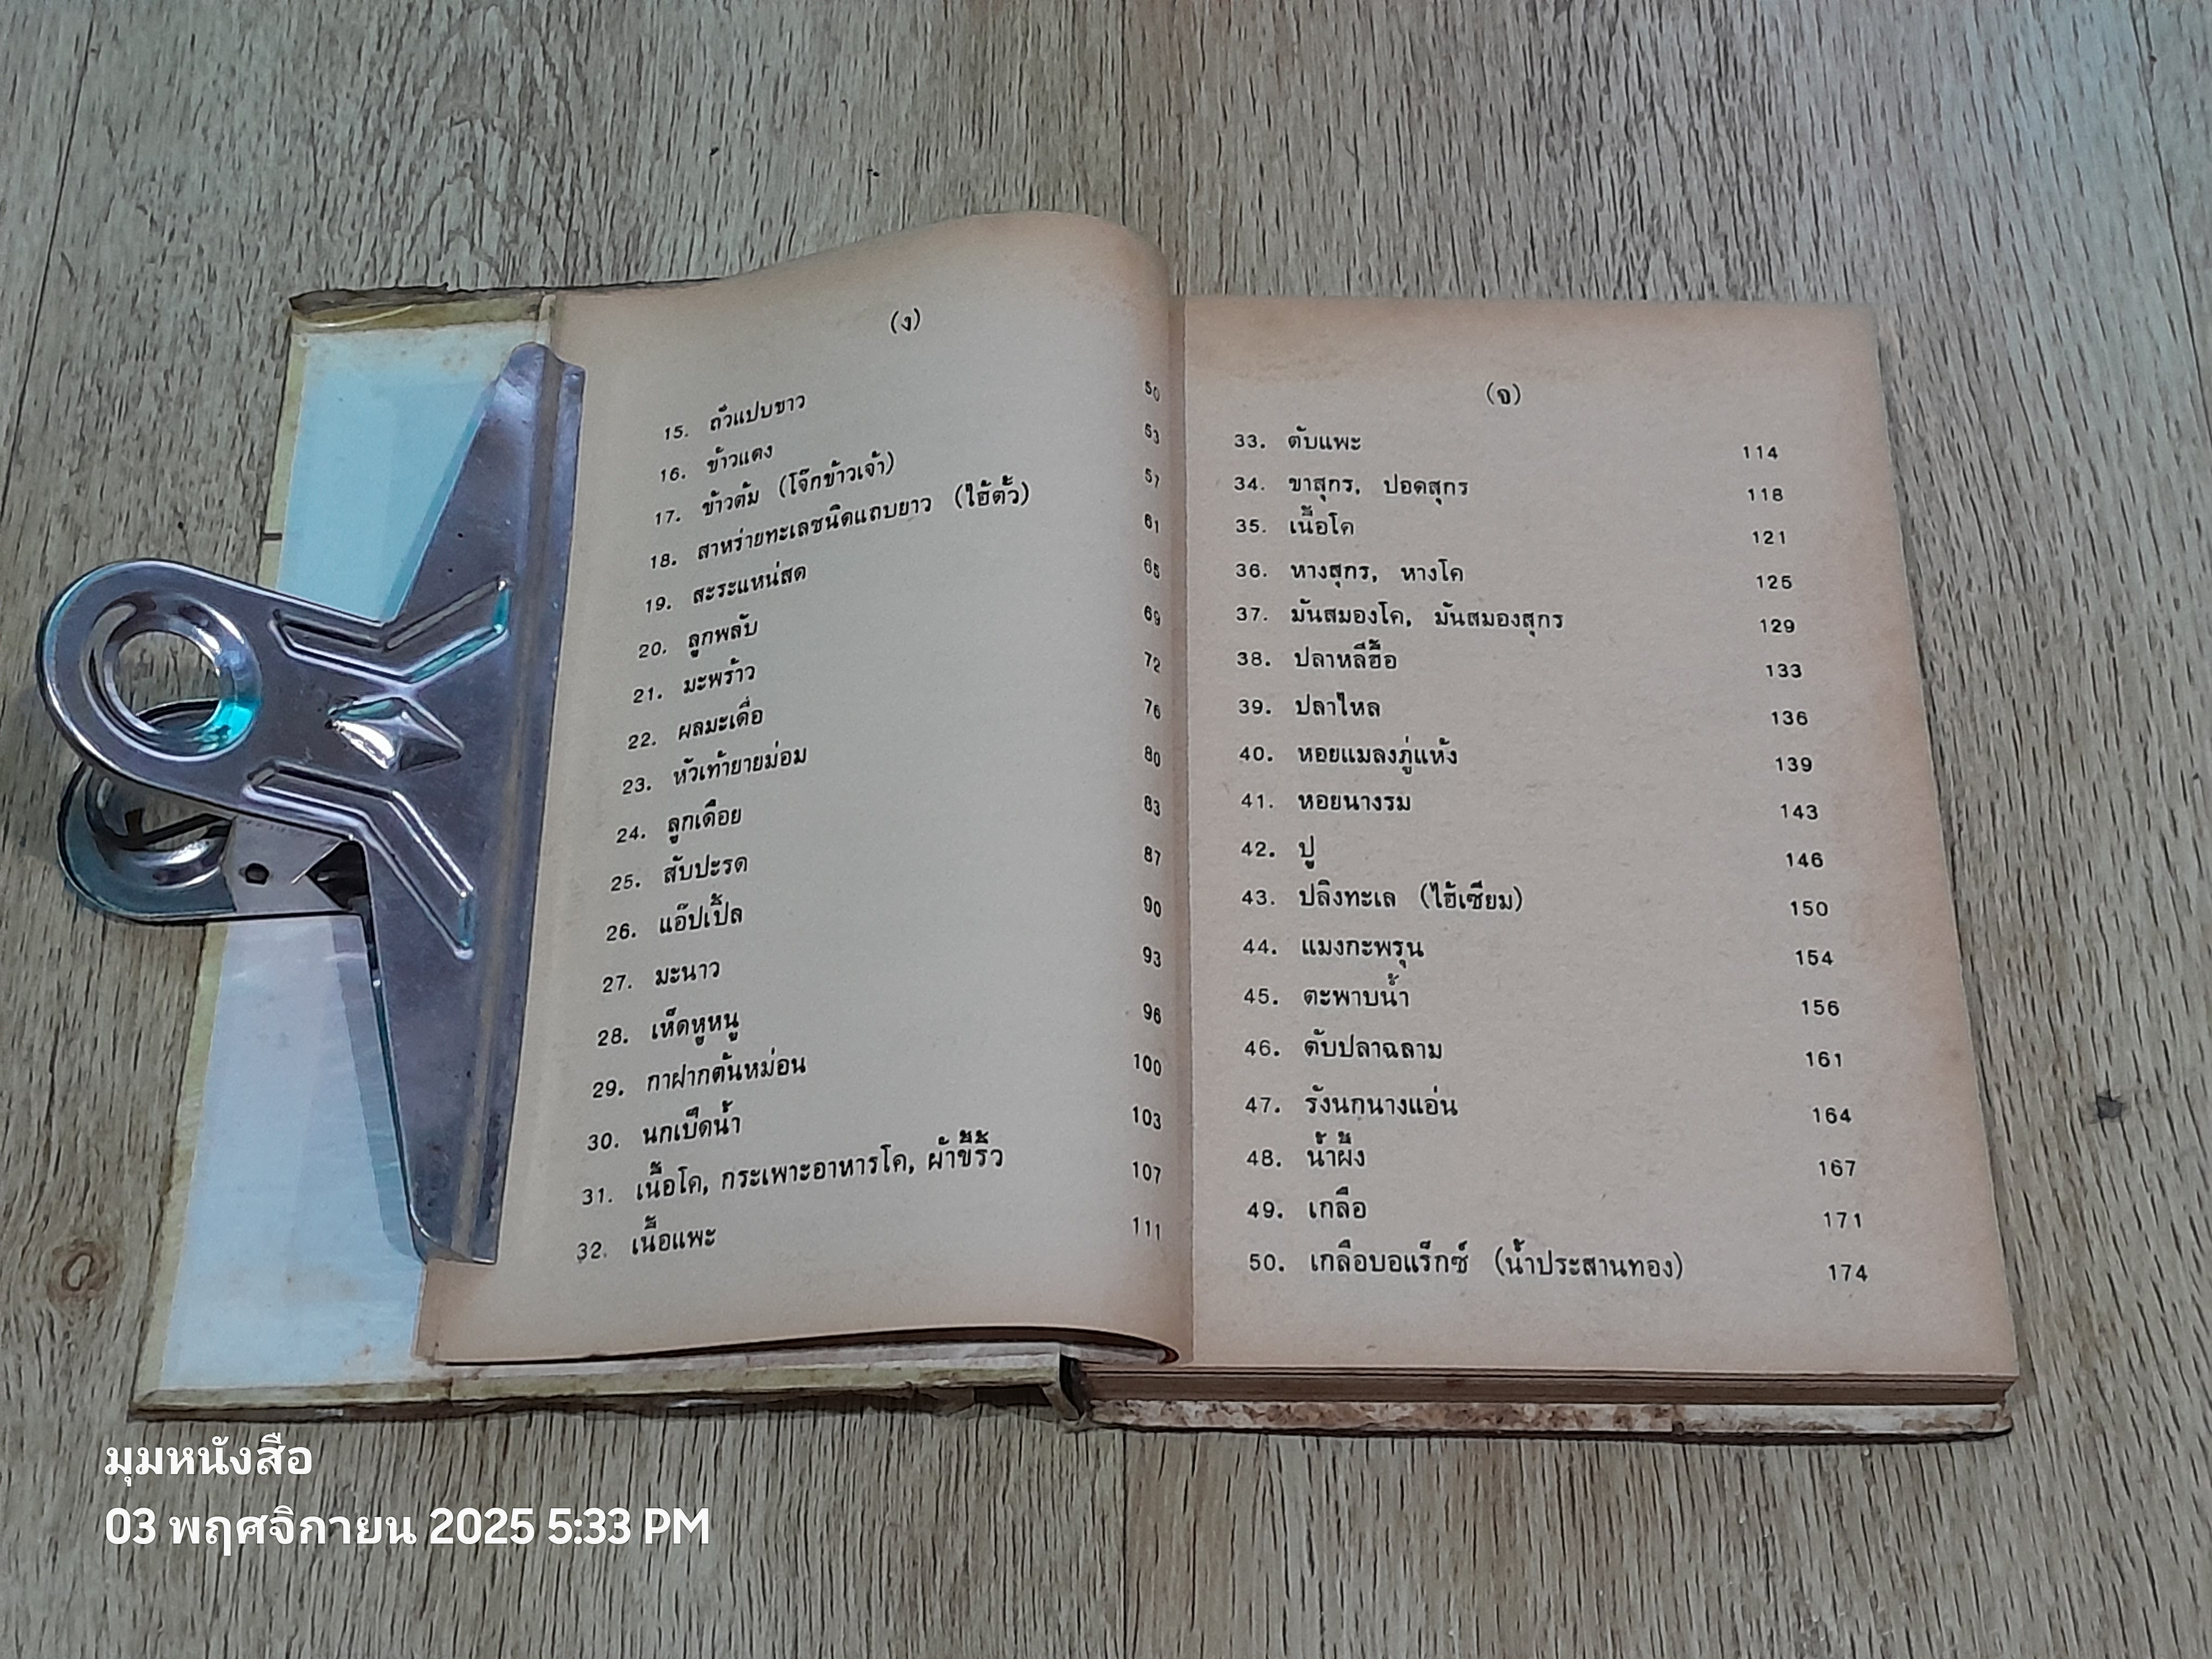 (ง)
15. ถั่วแปบขาว 50
16. ข้าวแดง 53
17. ข้าวต้ม (โจ๊กข้าวเจ้า) 57
18. สาหร่ายทะเลชนิดแถบยาว (ไฮ้ตั้ว) 61
19. สะระแหน่สด 65
20. ลูกพลับ 69
21. มะพร้าว 72
22. ผลมะเดื่อ 76
23. หัวเท้ายายม่อม 80
24. ลูกเดือย 83
25. สับปะรด 87
26. แอ๊ปเปิ้ล 90
27. มะนาว 93
28. เห็ดหูหนู 96
29. กาฝากต้นหม่อน 100
30. นกเป็ดน้ำ 103
31. เนื้อโค, กระเพาะอาหารโค, ผ้าขี้ริ้ว 107
32. เนื้อแพะ 111
(จ)
33. ตับแพะ 114
34. ขาสุกร, ปอดสุกร 118
35. เนื้อโค 121
36. หางสุกร, หางโค 125
37. มันสมองโค, มันสมองสุกร 129
38. ปลาหลีฮื้อ 133
39. ปลาไหล 136
40. หอยแมลงภู่แห้ง 139
41. หอยนางรม 143
42. ปู 146
43. ปลิงทะเล (ไฮ้เซียม) 150
44. แมงกะพรุน 154
45. ตะพาบน้ำ 156
46. ตับปลาฉลาม 161
47. รังนกนางแอ่น 164
48. น้ำผึ้ง 167
49. เกลือ 171
50. เกลือบอแร็กซ์ (น้ำประสานทอง) 174
มุมหนังสือ
03 พฤศจิกายน 2025 5:33 PM